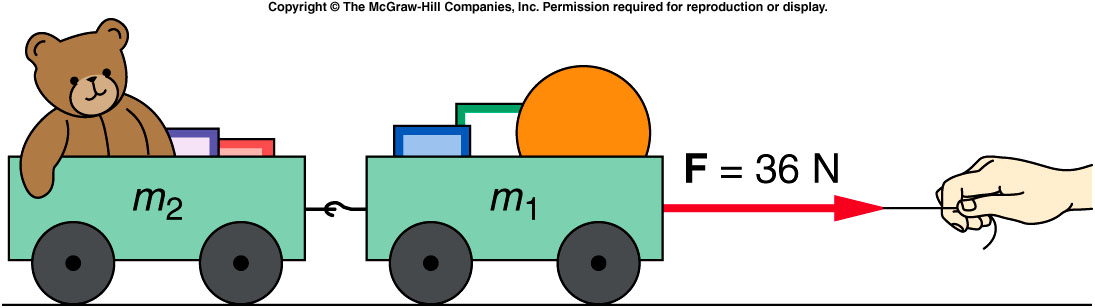 Copyright © The McGraw-Hill Companies, Inc. Permission required for reproduction or display.
F = 36 N
m₂
m₁